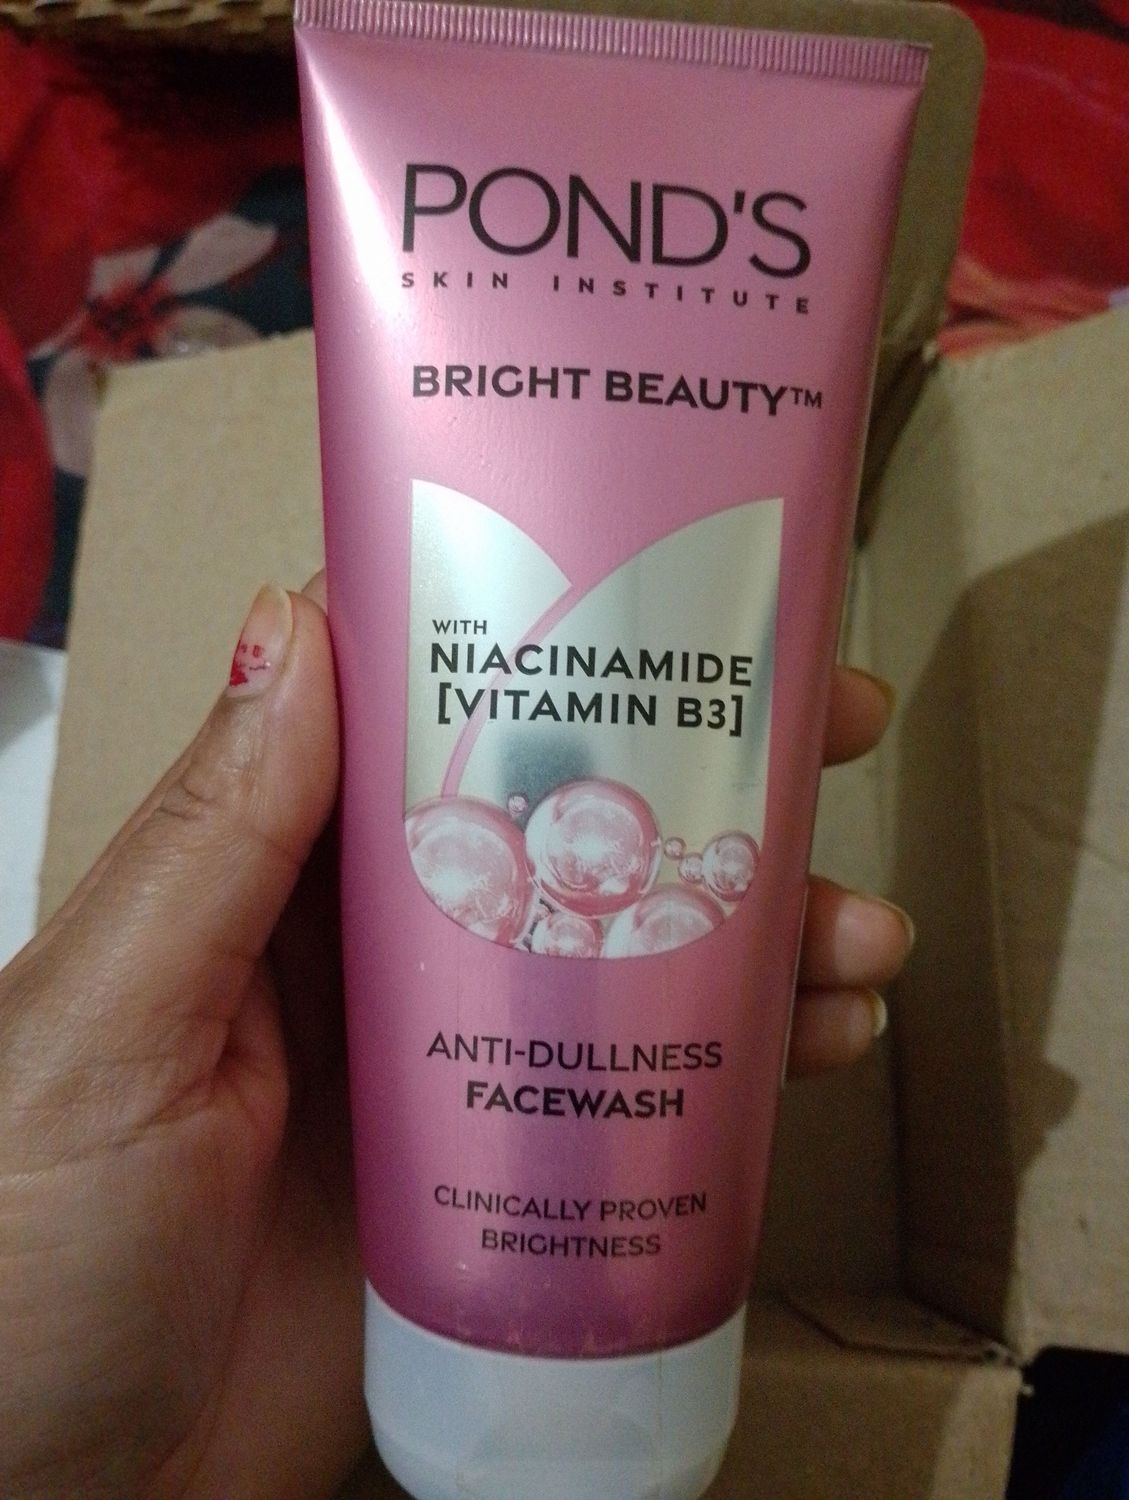 POND'S
SKIN INSTITUTE
BRIGHT BEAUTY™
WITH
NIACINAMIDE
[VITAMIN B3]
ANTI-DULLNESS
FACEWASH
CLINICALLY PROVEN
BRIGHTNESS